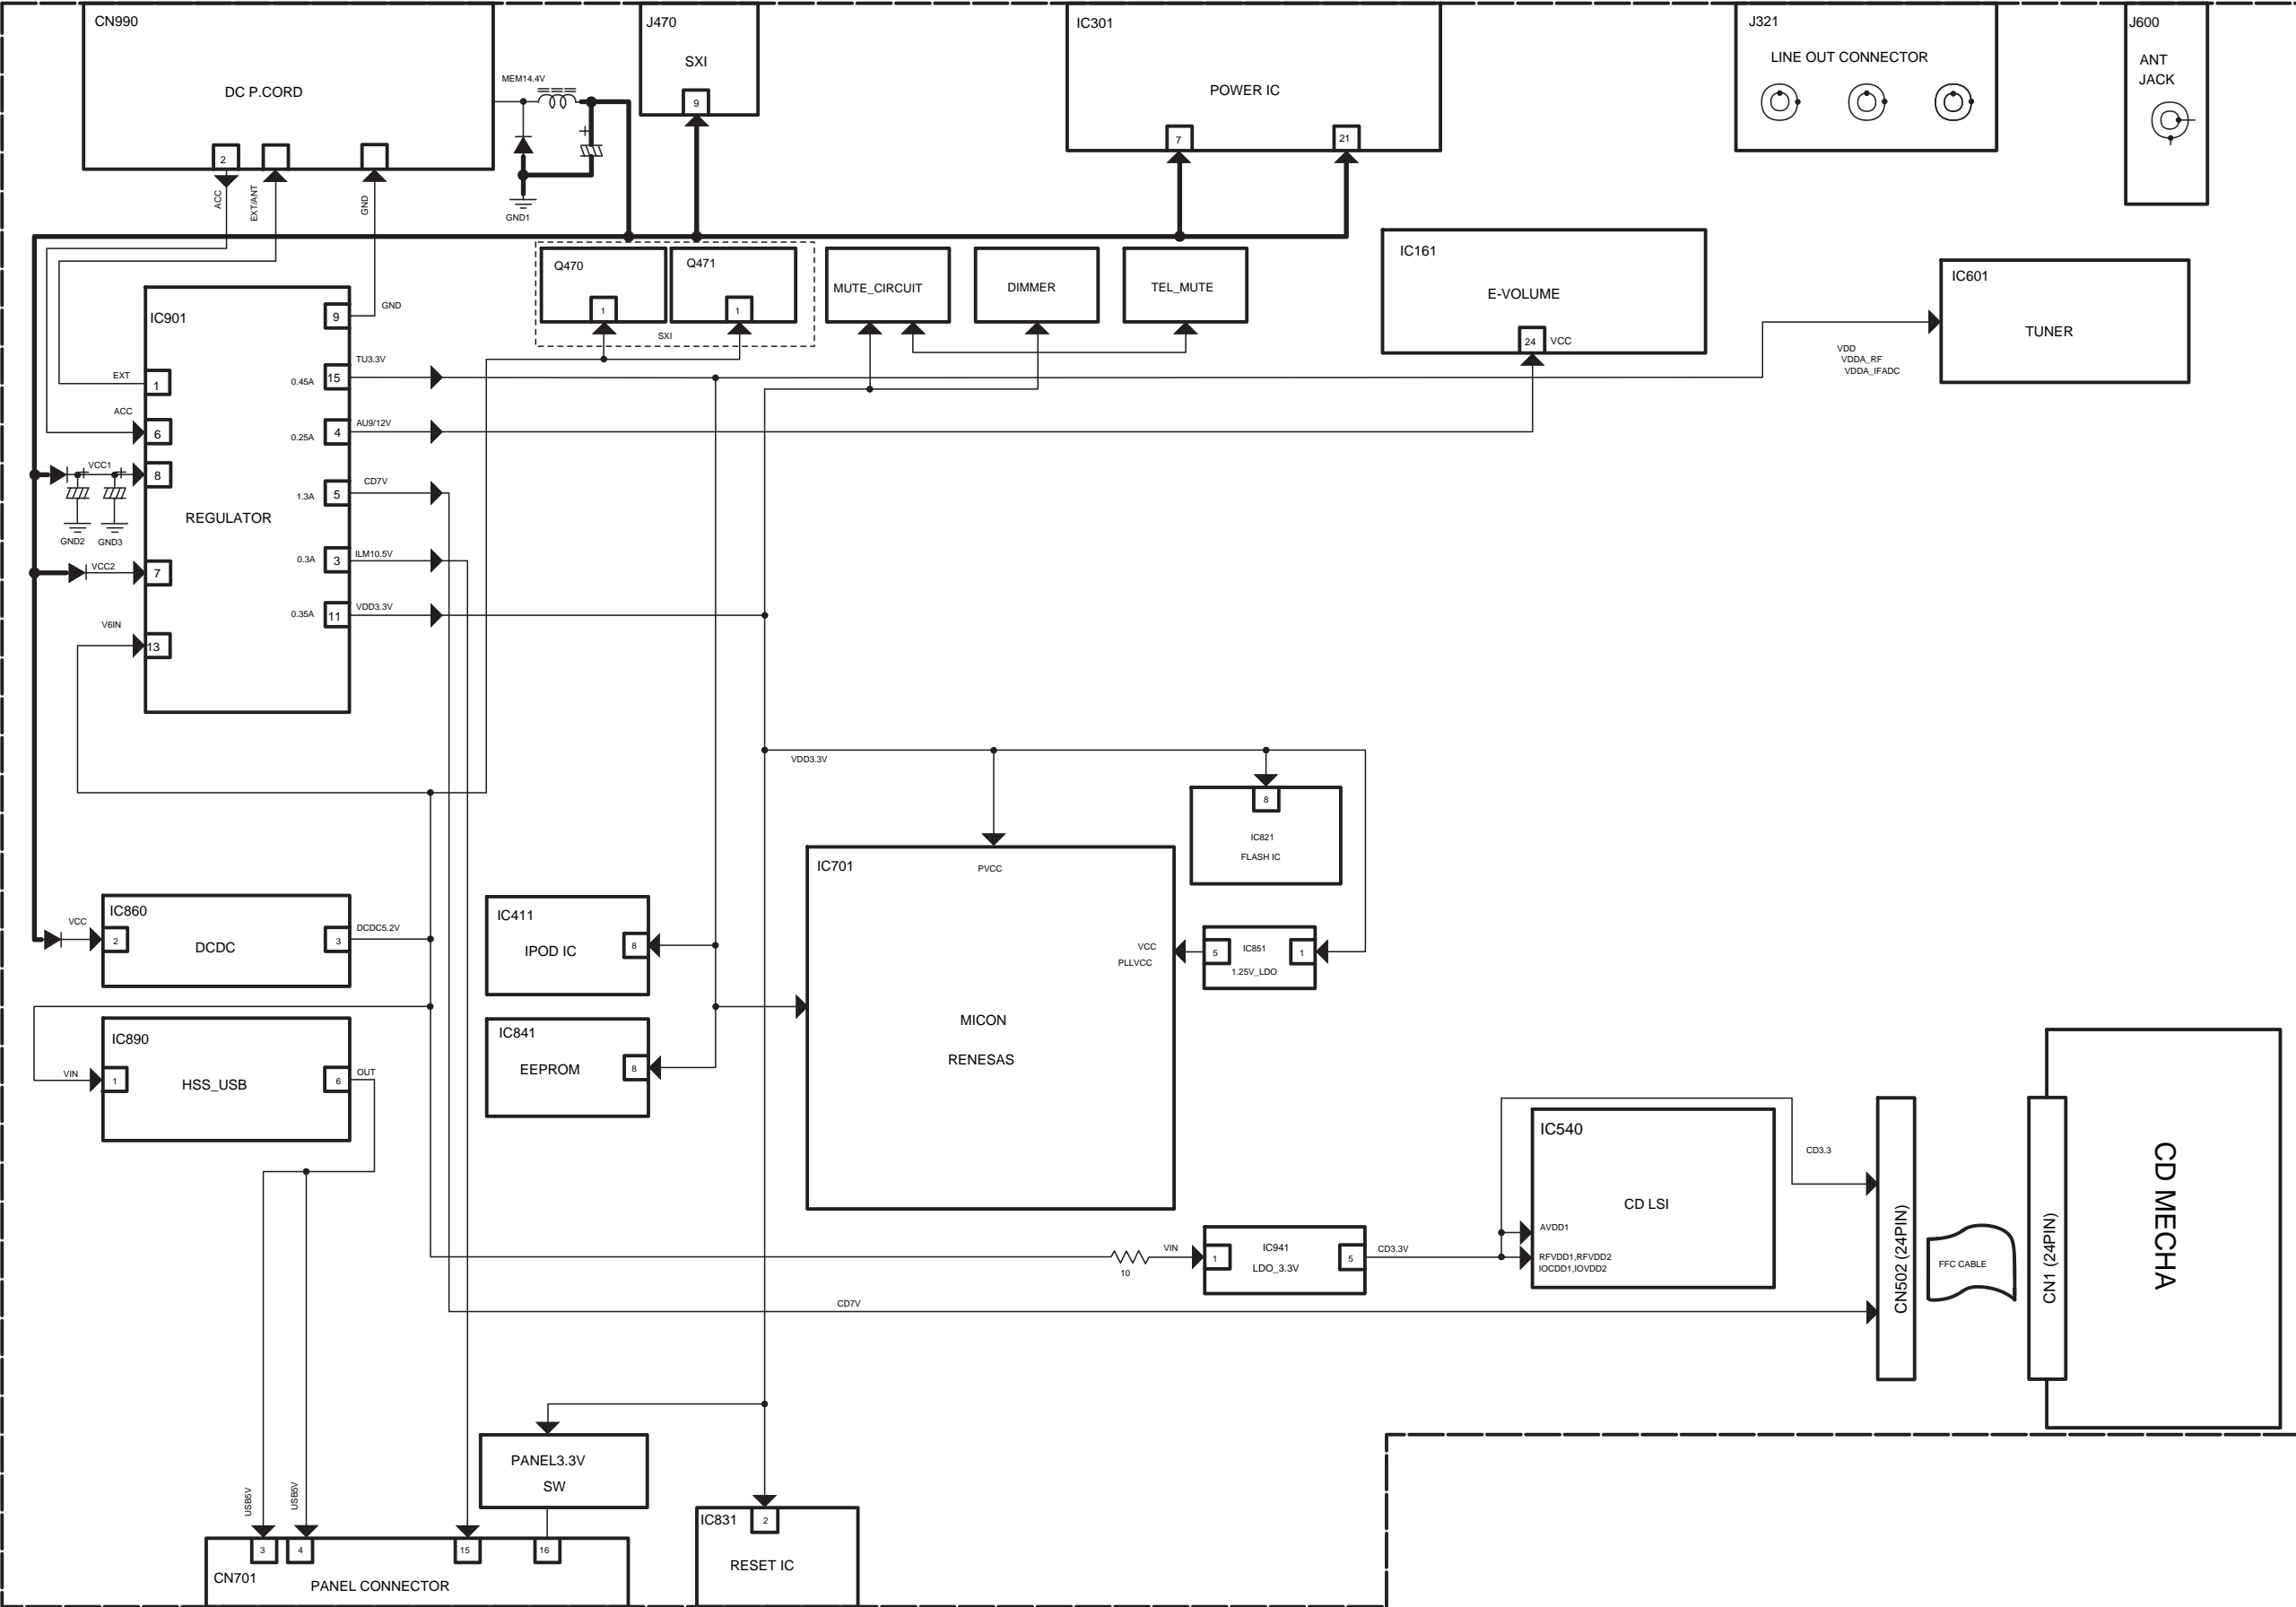 CN990
DC P.CORD
2
ACC
EXT/ANT
GND
MEM14.4V
+
GND1
J470
SXI
9
IC301
POWER IC
7
21
J321
LINE OUT CONNECTOR
J600
ANT
JACK
Q470
1
Q471
1
SXI
MUTE_CIRCUIT
DIMMER
TEL_MUTE
IC161
E-VOLUME
24
VCC
IC601
TUNER
VDD
VDDA_RF
VDDA_IFADC
IC901
REGULATOR
9
GND
TU3.3V
0.45A
15
EXT
1
ACC
6
AU9/12V
0.25A
4
VCC1
+
+
8
GND2
GND3
CD7V
1.3A
5
VCC2
7
ILM10.5V
0.3A
3
VDD3.3V
0.35A
11
V6IN
13
VDD3.3V
8
IC821
FLASH IC
IC701
PVCC
VCC
PLLVCC
MICON
RENESAS
5
IC851
1
1.25V_LDO
IC860
VCC
2
DCDC
3
DCDC5.2V
IC411
IPOD IC
8
IC890
VIN
1
HSS_USB
6
OUT
IC841
EEPROM
8
IC540
CD LSI
AVDD1
RFVDD1,RFVDD2
IOCDD1,IOVDD2
CD3.3
10
VIN
1
IC941
LDO_3.3V
5
CD3.3V
CD7V
CN502 (24PIN)
FFC CABLE
CN1 (24PIN)
CD MECHA
PANEL3.3V
SW
USB5V
USB5V
3
4
15
16
CN701
PANEL CONNECTOR
IC831
2
RESET IC